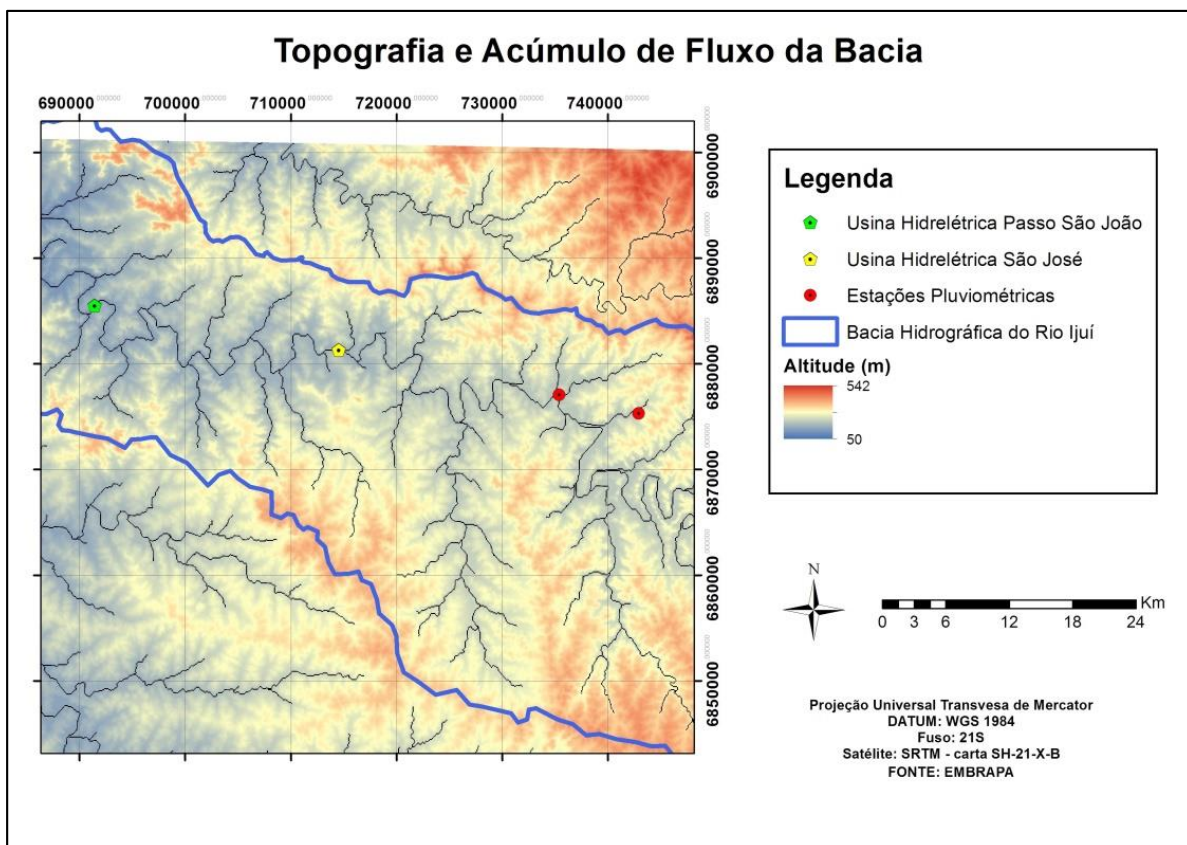 Topografia e Acúmulo de Fluxo da Bacia
690000 700000 710000 720000 730000 740000
6900000
6890000
6880000
6870000
6860000
6850000
Legenda
Usina Hidrelétrica Passo São João
Usina Hidrelétrica São José
Estações Pluviométricas
Bacia Hidrográfica do Rio Ijuí
Altitude (m)
542
50
N
Km
0 3 6 12 18 24
Projeção Universal Transvesa de Mercator
DATUM: WGS 1984
Fuso: 21S
Satélite: SRTM - carta SH-21-X-B
FONTE: EMBRAPA